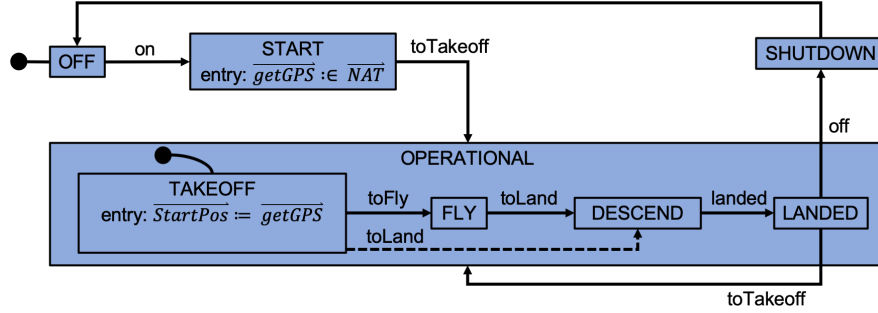 on
toTakeoff
OFF
START
entry: getGPS :∈ NAT
SHUTDOWN
off
OPERATIONAL
TAKEOFF
entry: StartPos ≔ getGPS
toFly
FLY
toLand
DESCEND
landed
LANDED
toLand
toTakeoff